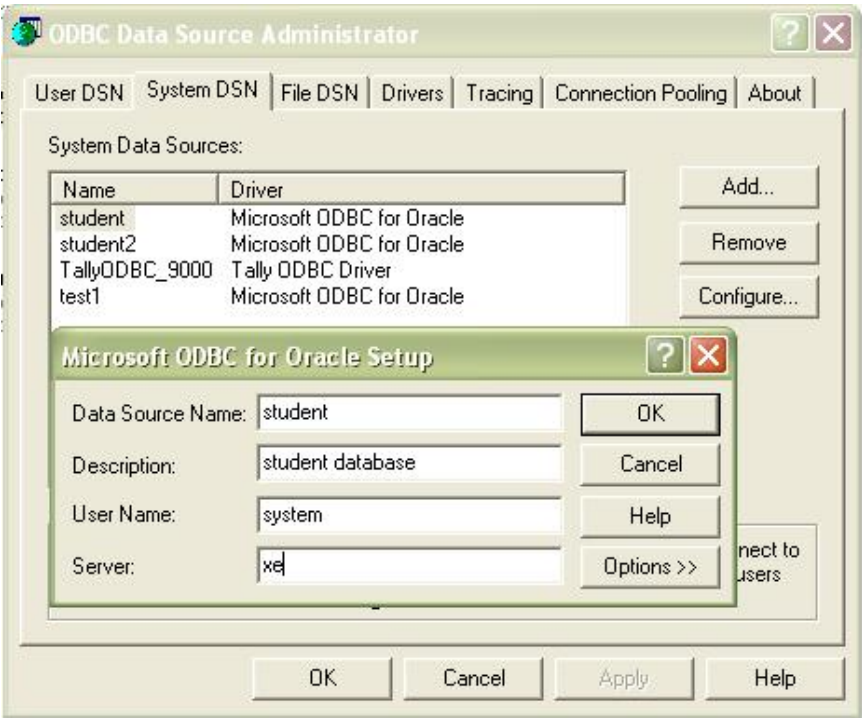 ODBC Data Source Administrator
User DSN System DSN File DSN Drivers Tracing Connection Pooling About
System Data Sources:
Name Driver
student Microsoft ODBC for Oracle
student2 Microsoft ODBC for Oracle
TallyODBC_9000 Tally ODBC Driver
test1 Microsoft ODBC for Oracle
Add...
Remove
Configure...
Microsoft ODBC for Oracle Setup
Data Source Name: student
Description: student database
User Name: system
Server: xe
OK
Cancel
Help
Options >>
nect to
users
OK Cancel Apply Help